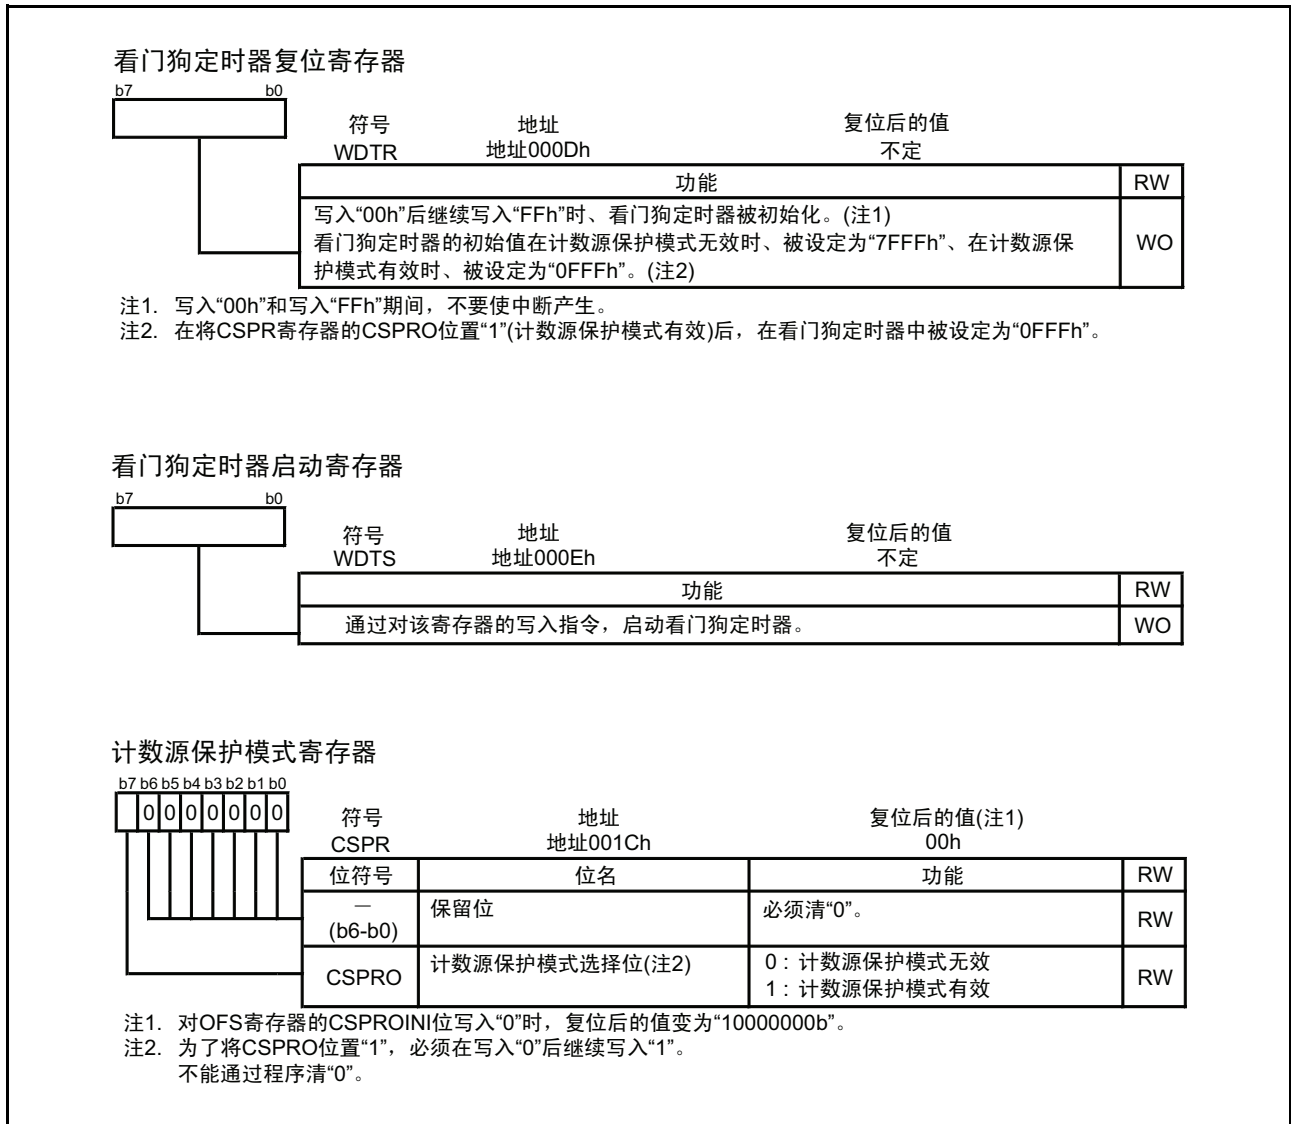 看门狗定时器复位寄存器
b7 b0
符号 地址 复位后的值
WDTR 地址000Dh 不定
功能 RW
写入“00h”后继续写入“FFh”时、看门狗定时器被初始化。(注1)
看门狗定时器的初始值在计数源保护模式无效时、被设定为“7FFFh”、在计数源保
护模式有效时、被设定为“0FFFh”。(注2)
WO
注1. 写入“00h”和写入“FFh”期间，不要使中断产生。
注2. 在将CSPR寄存器的CSPRO位置“1”(计数源保护模式有效)后，在看门狗定时器中被设定为“0FFFh”。
看门狗定时器启动寄存器
b7 b0
符号 地址 复位后的值
WDTS 地址000Eh 不定
功能 RW
通过对该寄存器的写入指令，启动看门狗定时器。 WO
计数源保护模式寄存器
b7 b6 b5 b4 b3 b2 b1 b0
0 0 0 0 0 0 0
符号 地址 复位后的值(注1)
CSPR 地址001Ch 00h
位符号 位名 功能 RW
— 保留位 必须清“0”。 RW
(b6-b0)
CSPRO 计数源保护模式选择位(注2) 0 : 计数源保护模式无效 RW
1 : 计数源保护模式有效
注1. 对OFS寄存器的CSPROINI位写入“0”时，复位后的值变为“10000000b”。
注2. 为了将CSPRO位置“1”，必须在写入“0”后继续写入“1”。
不能通过程序清“0”。